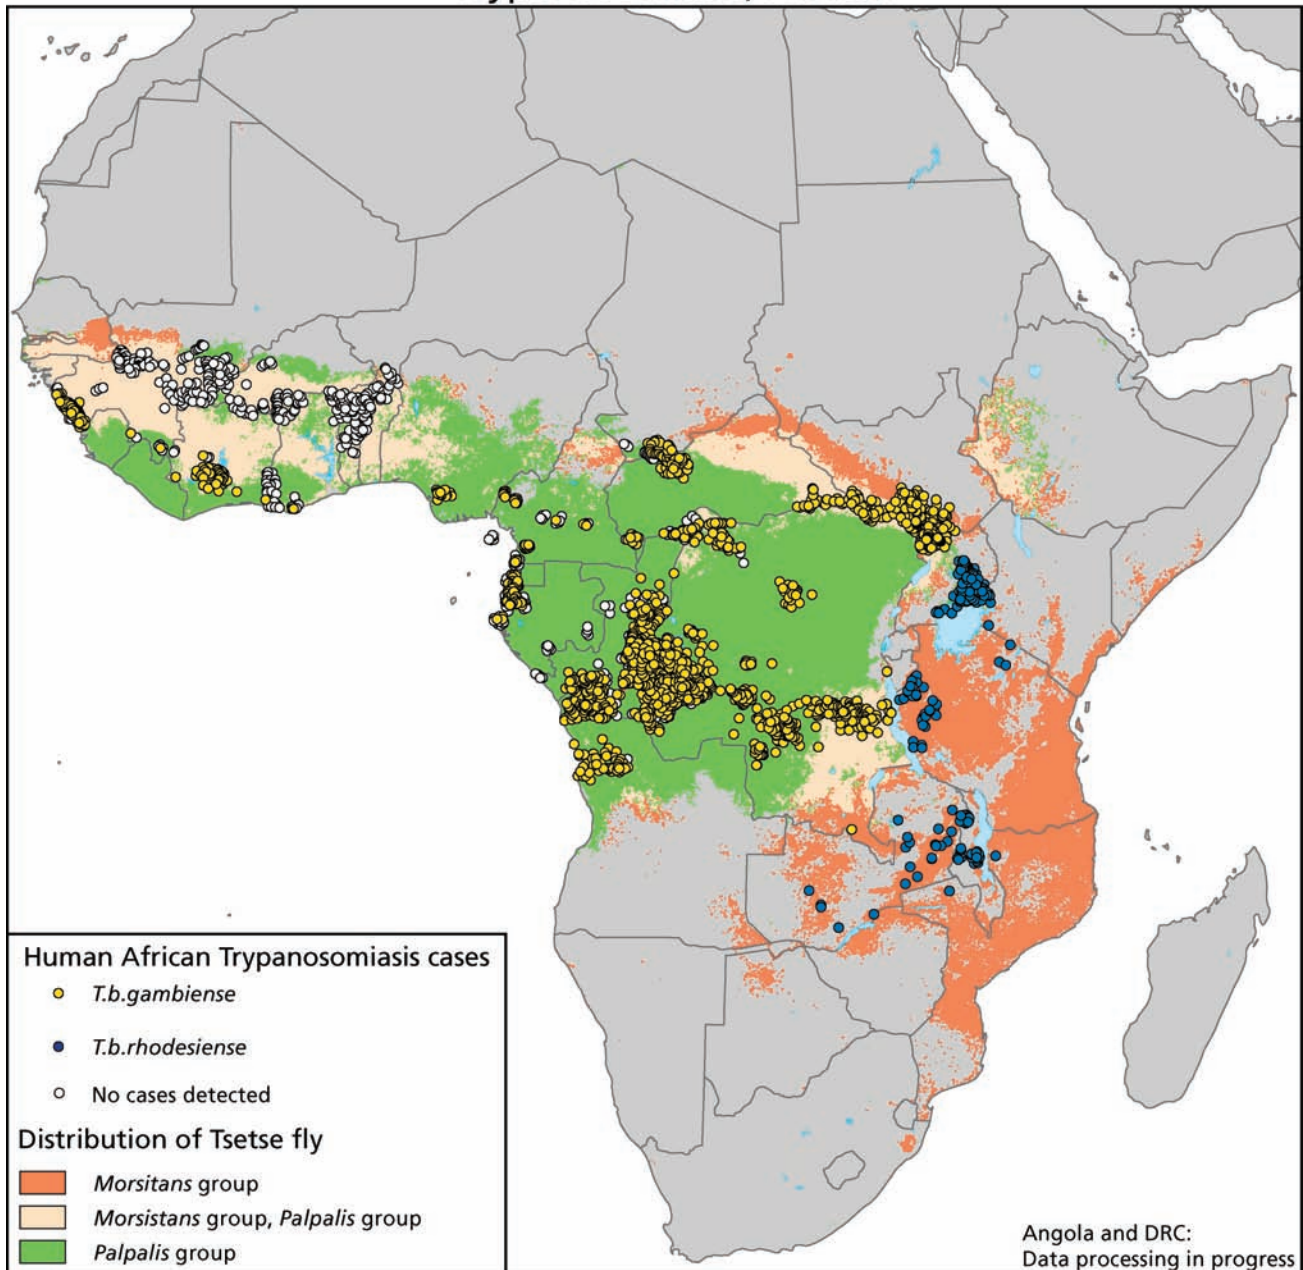 Human African Trypanosomiasis cases
T.b.gambiense
T.b.rhodesiense
No cases detected
Distribution of Tsetse fly
Morsitans group
Morsistans group, Palpalis group
Palpalis group
Angola and DRC:
Data processing in progress